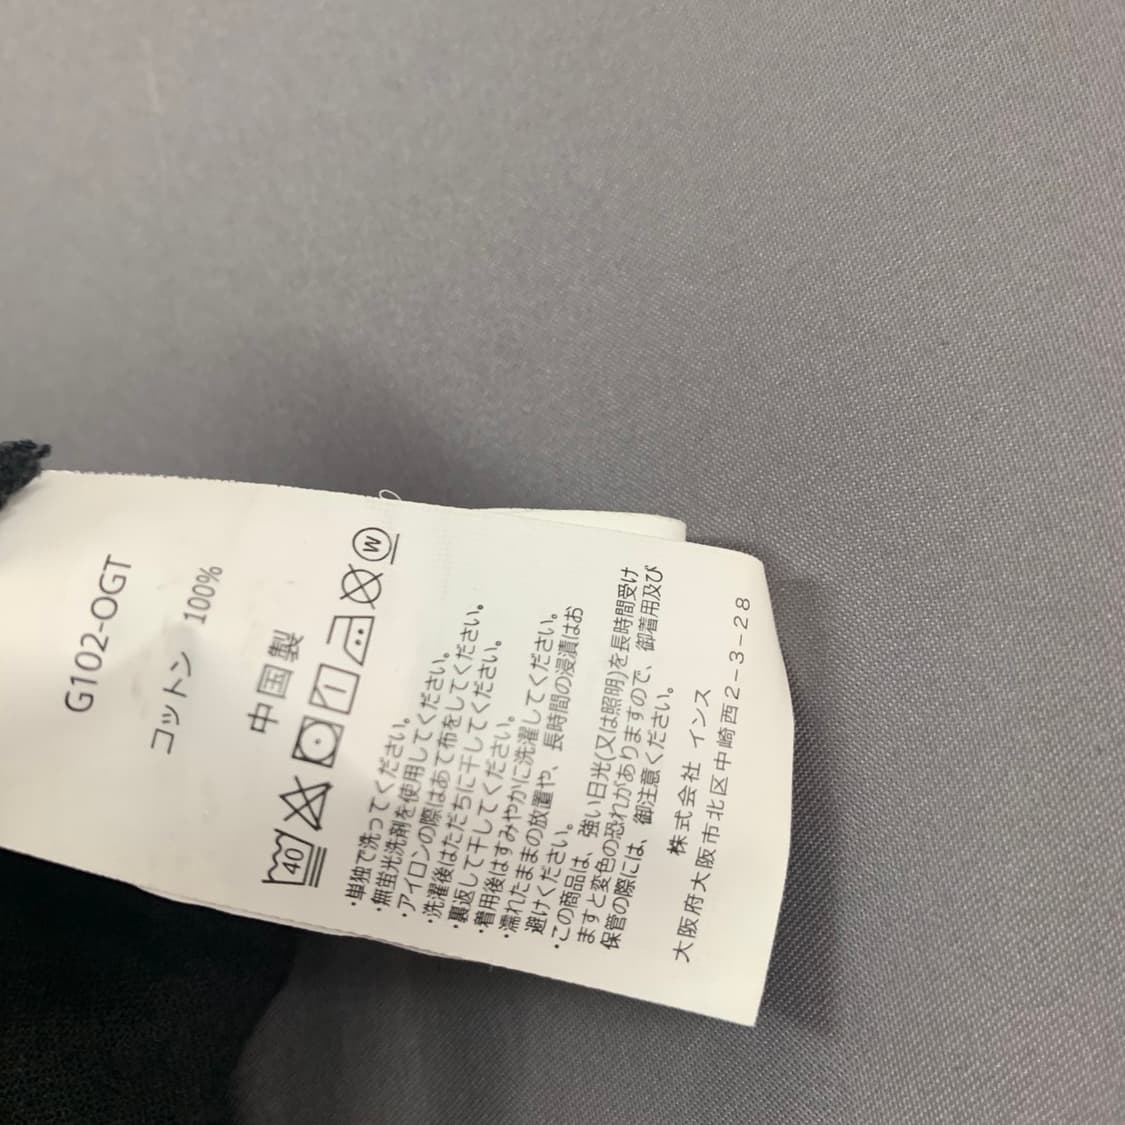 G102-OGT
コットン 100%
中国製
40
W
・単独で洗ってください。
・無蛍光洗剤を使用してください。
・アイロンの際はあて布をしてください。
・洗濯後はただちに干してください。
・裏返して干してください。
・着用後はすみやかに洗濯してください。
・濡れたままの放置や、長時間の浸漬はお
避けください。
・この商品は、強い日光(又は照明)を長時間受け
ますと変色の恐れがありますので、御着用及び
保管の際には、御注意ください。
株式会社 インス
大阪府大阪市北区中崎西2-3-28